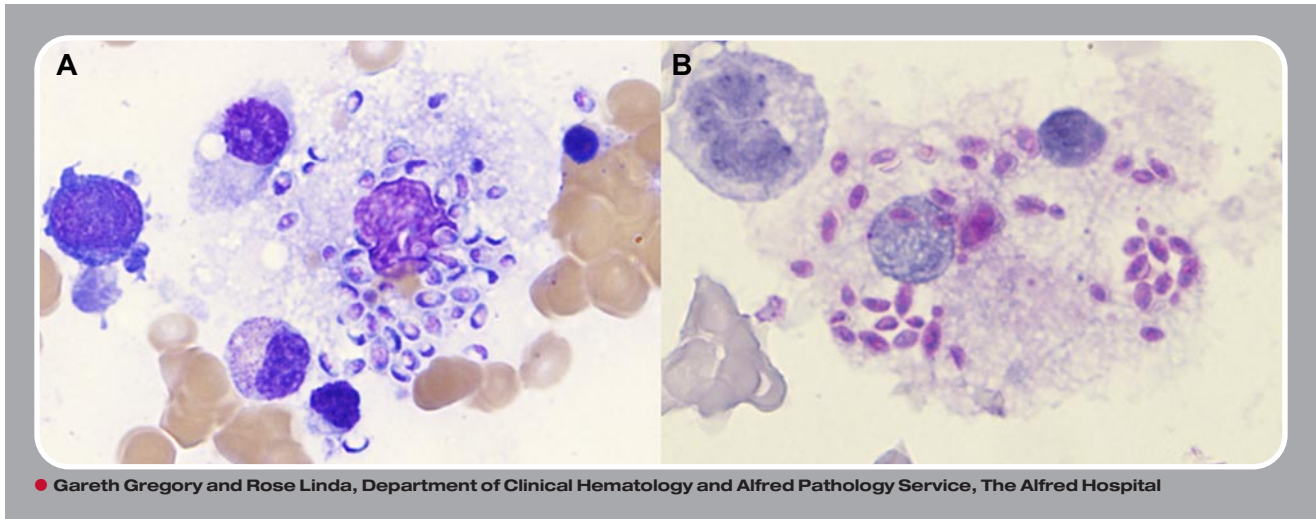 A
B
Gareth Gregory and Rose Linda, Department of Clinical Hematology and Alfred Pathology Service, The Alfred Hospital